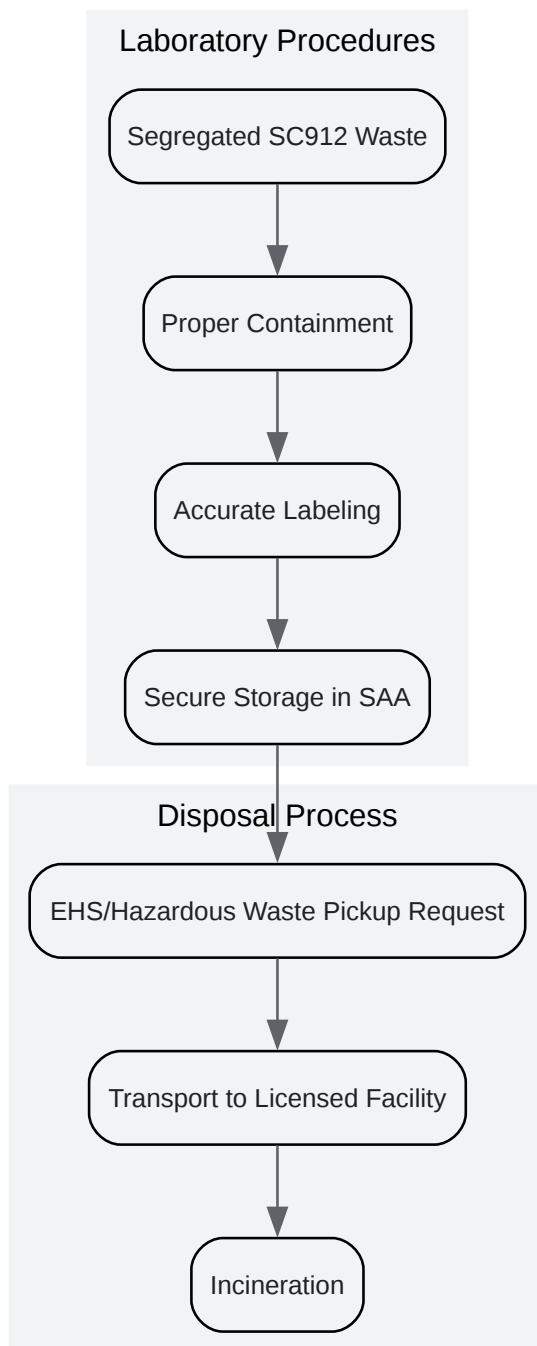 Laboratory Procedures
Segregated SC912 Waste
Proper Containment
Accurate Labeling
Secure Storage in SAA
Disposal Process
EHS/Hazardous Waste Pickup Request
Transport to Licensed Facility
Incineration